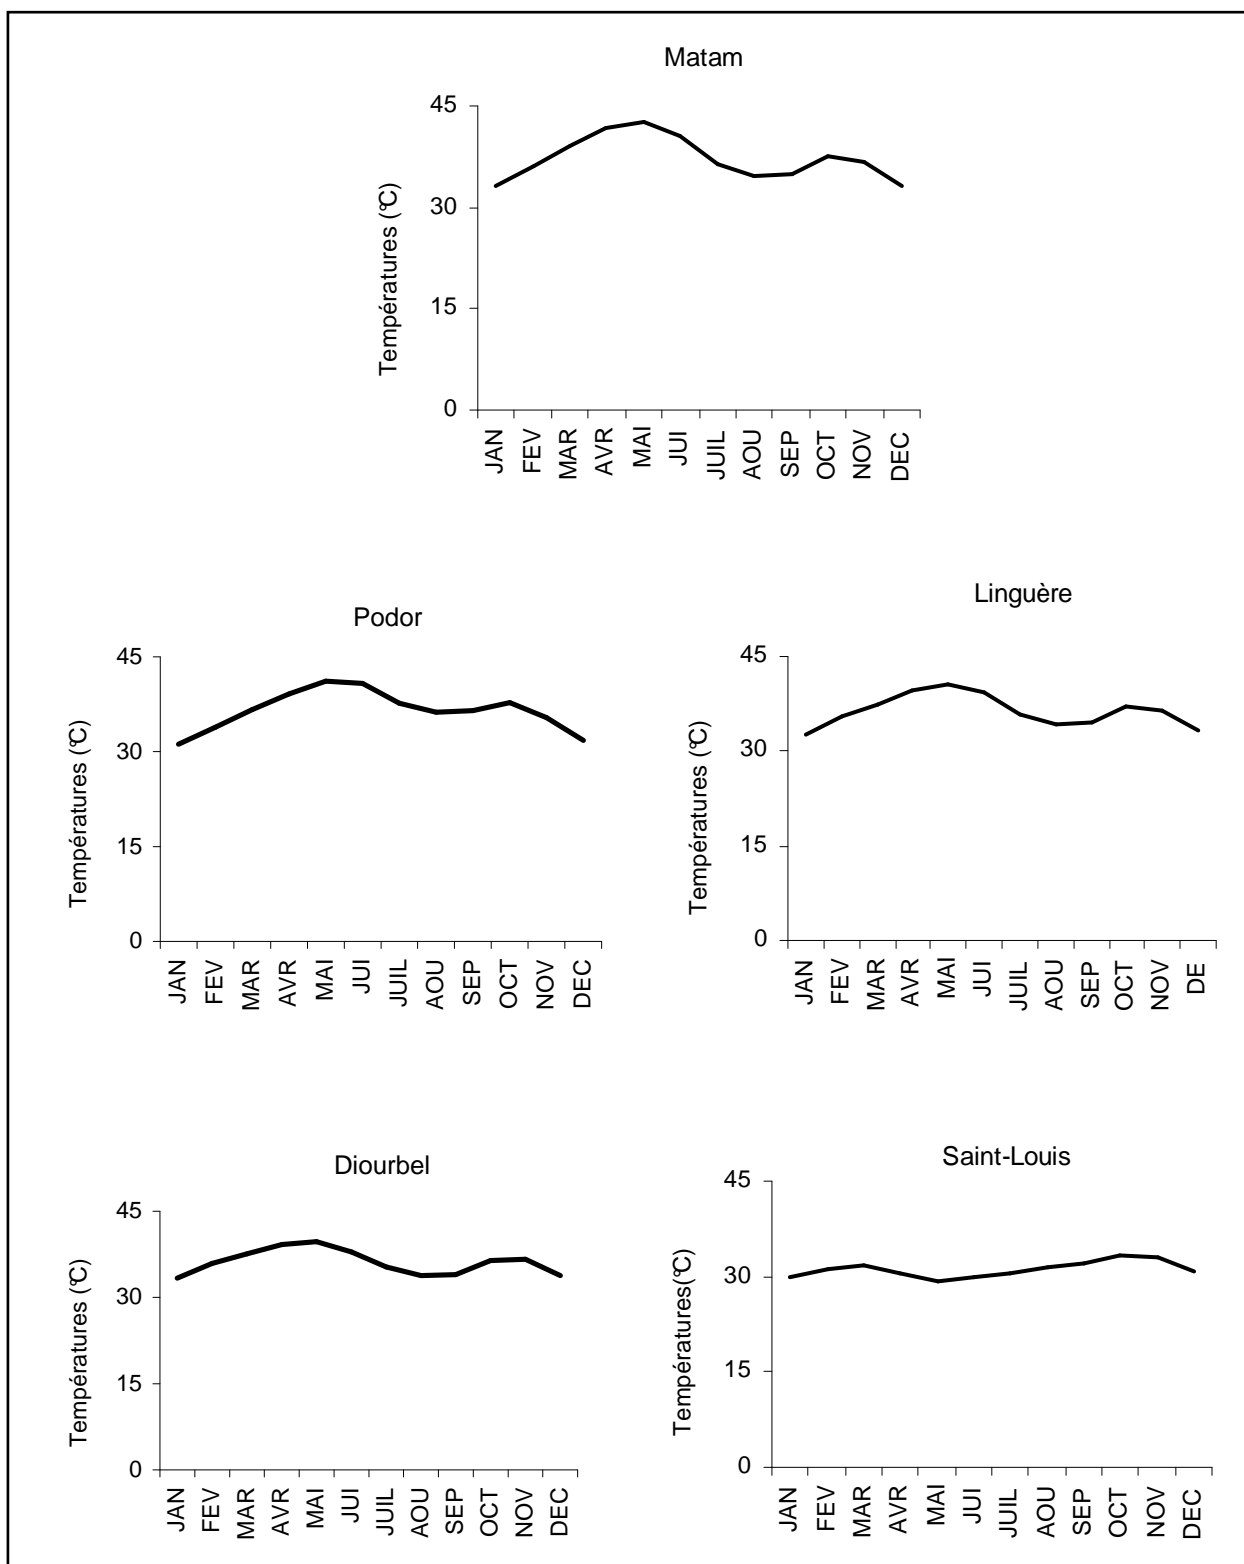 Matam
Températures (°C)
45
30
15
0
JAN
FEV
MAR
AVR
MAI
JUI
JUIL
AOU
SEP
OCT
NOV
DEC
Podor
Températures (°C)
45
30
15
0
JAN
FEV
MAR
AVR
MAI
JUI
JUIL
AOU
SEP
OCT
NOV
DEC
Linguère
Températures (°C)
45
30
15
0
JAN
FEV
MAR
AVR
MAI
JUI
JUIL
AOU
SEP
OCT
NOV
DE
Diourbel
Températures (°C)
45
30
15
0
JAN
FEV
MAR
AVR
MAI
JUI
JUIL
AOU
SEP
OCT
NOV
DEC
Saint-Louis
Températures(°C)
45
30
15
0
JAN
FEV
MAR
AVR
MAI
JUI
JUIL
AOU
SEP
OCT
NOV
DEC